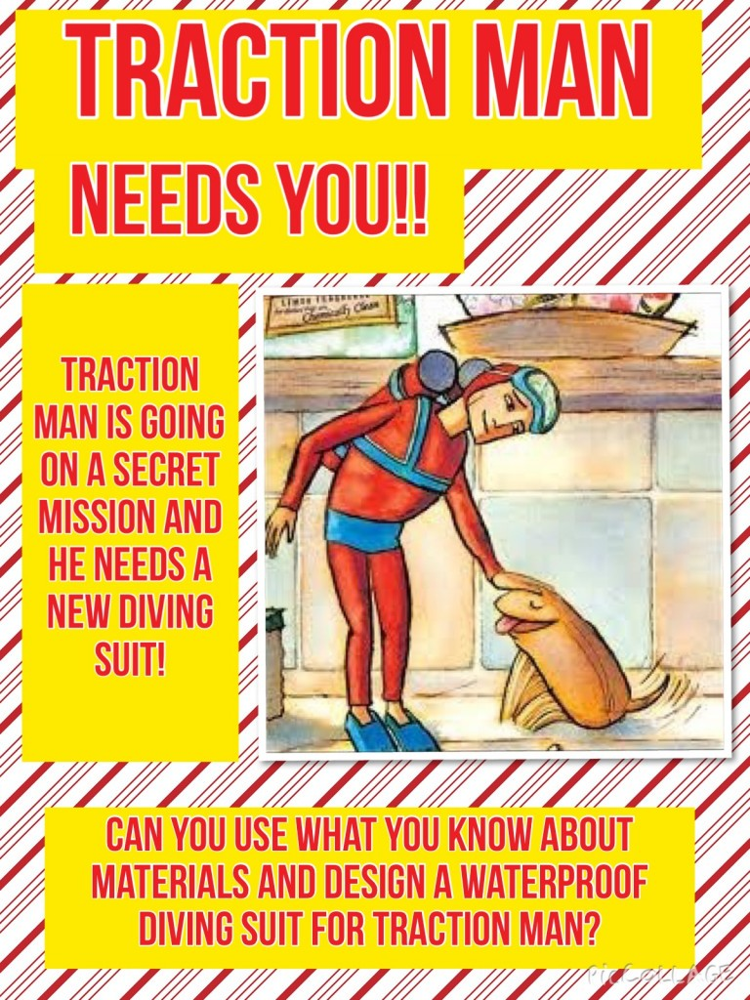 TRACTION MAN
NEEDS YOU!!
TRACTION
MAN IS GOING
ON A SECRET
MISSION AND
HE NEEDS A
NEW DIVING
SUIT!
Chemically Clean
CAN YOU USE WHAT YOU KNOW ABOUT
MATERIALS AND DESIGN A WATERPROOF
DIVING SUIT FOR TRACTION MAN?
PicCOLLAGE